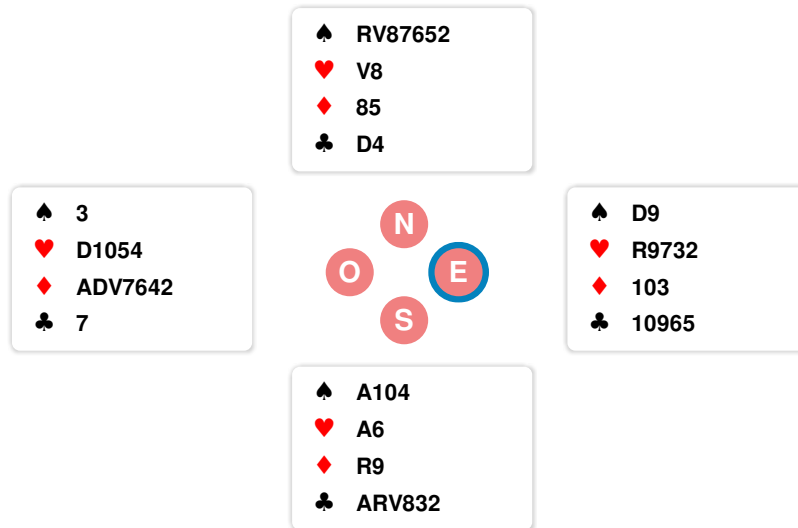 ♠ RV87652
♥ V8
♦ 85
♣ D4
♠ 3
♥ D1054
♦ ADV7642
♣ 7
N
O
E
S
♠ D9
♥ R9732
♦ 103
♣ 10965
♠ A104
♥ A6
♦ R9
♣ ARV832